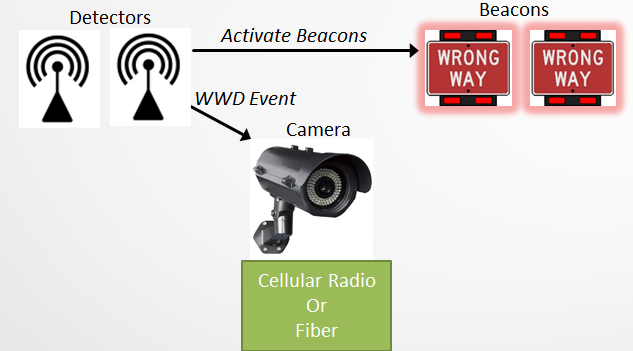 Detectors
Beacons
Activate Beacons
WRONG
WAY
WRONG
WAY
WWD Event
Camera
Cellular Radio
Or
Fiber